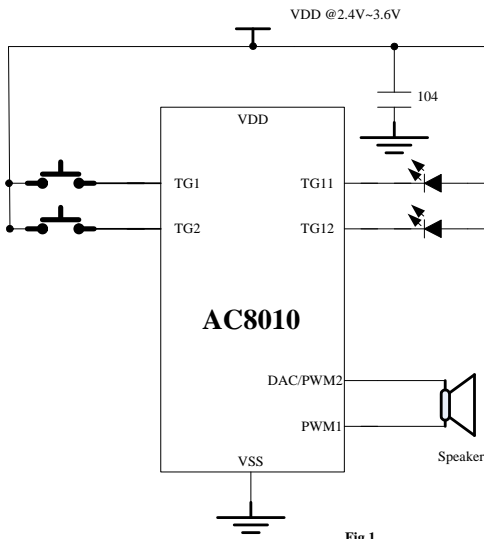 VDD @2.4V~3.6V
104
VDD
TG1
TG11
TG2
TG12
AC8010
DAC/PWM2
PWM1
Speaker
VSS
Fig 1